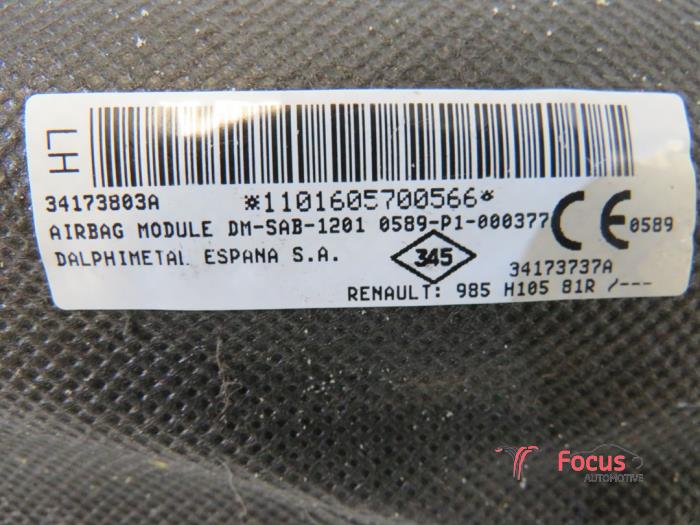 LH
34173803A *1101605700566*
AIRBAG MODULE DM-SAB-1201 0589-P1-000377 CE 0589
DALPHIMETAL ESPANA S.A. 345 34173737A
RENAULT: 985 H105 81R /---
Focus
AUTOMOTIVE